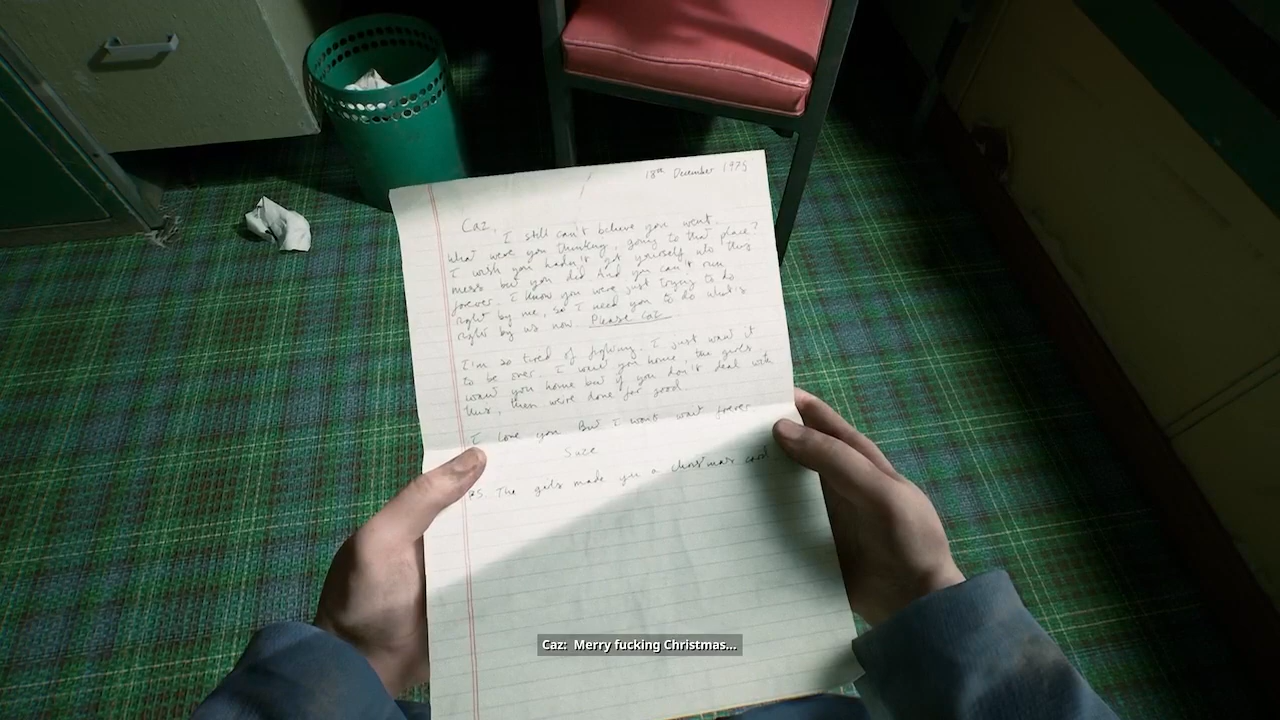 18th December 1975
Caz,
I still can't believe you went.
What were you thinking, going to that place?
I wish you hadn't got yourself into this
mess but you did. And you can't run
forever. I know you were just trying to do
right by me, so I need you to do what's
right by us now. Please Caz
I'm so tired of fighting. I just want it
to be over. I want you home. The girls
want you home but if you don't deal with
this, then we're done for good.
I love you But I won't wait forever
Suze
PS. The girls made you a christmas card
Caz: Merry fucking Christmas...